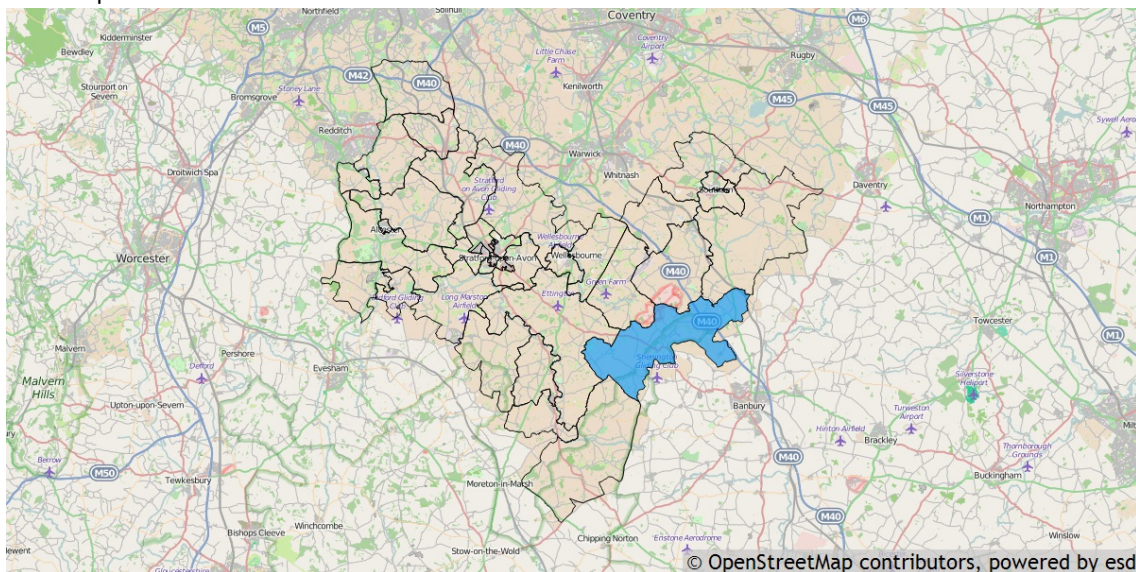 Northfield
Solihull
Coventry
M6
Kidderminster
M5
Bewdley
Little Chase
Farm
Coventry
Airport
Rugby
Stourport on
Severn
Stoney Lane
M42
M40
Kenilworth
M45
M45
Bromsgrove
Redditch
M40
Warwick
Droitwich Spa
Whitnash
Daventry
Stratford
on Avon Gliding
Club
Northampton
M1
Worcester
Stratford-upon-Avon
Wellesbourne
M40
M1
Long Marston
Airfield
Ettington
Green Farm
M40
Towcester
M1
Malvern
Pershore
Evesham
Defford
Malvern
Hills
Silverstone
Heliport
Upton-upon-Severn
Banbury
Turweston
Airport
Hinton Airfield
Brackley
Thornborough
Grounds
Berrow
M50
Tewkesbury
M40
Buckingham
Moreton-in-Marsh
Winchcombe
Bishops Cleeve
M40
Chipping Norton
Winslow
Stow-on-the-Wold
Enstone Aerodrome
Gloucestershire
© OpenStreetMap contributors, powered by esd